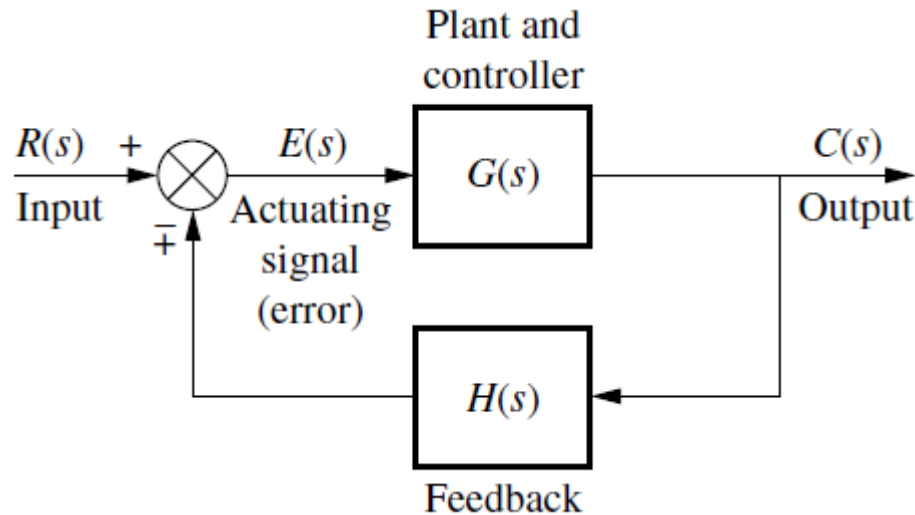 Plant and
controller
R(s) + E(s) G(s) C(s)
Input Actuating Output
∓
signal
(error)
H(s)
Feedback